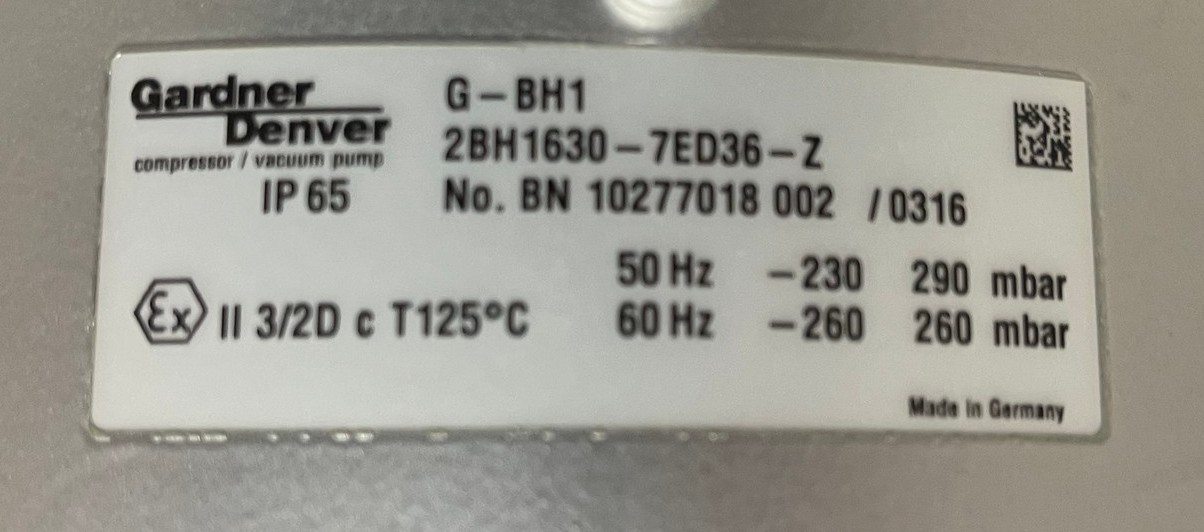 Gardner
Denver
compressor / vacuum pump
IP 65
G-BH1
2BH1630-7ED36-Z
No. BN 10277018 002 /0316
Ex II 3/2D c T125°C
50 Hz -230 290 mbar
60 Hz -260 260 mbar
Made in Germany